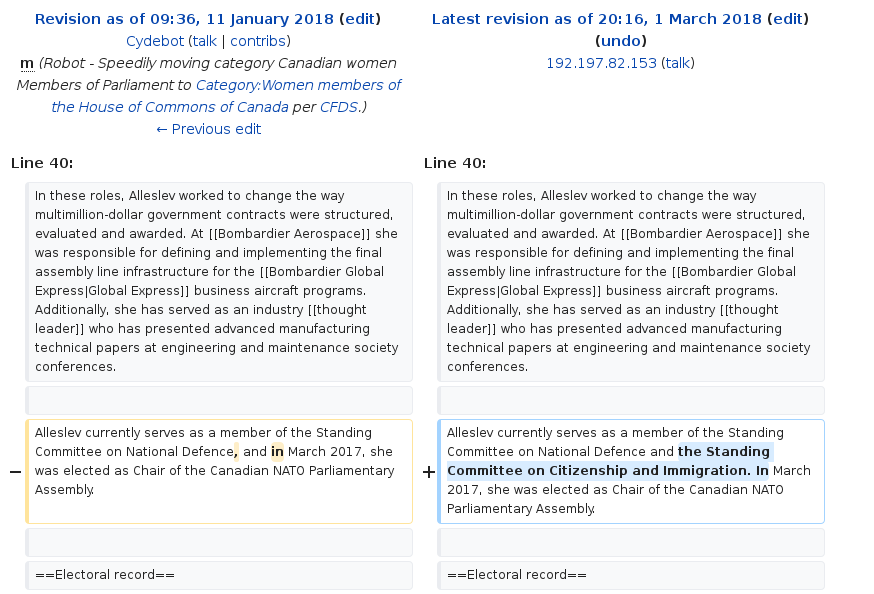 Revision as of 09:36, 11 January 2018 (edit)
Cydebot (talk | contribs)
m (Robot - Speedily moving category Canadian women
Members of Parliament to Category:Women members of
the House of Commons of Canada per CFDS.)
← Previous edit
Latest revision as of 20:16, 1 March 2018 (edit)
(undo)
192.197.82.153 (talk)
Line 40:
Line 40:
In these roles, Alleslev worked to change the way
multimillion-dollar government contracts were structured,
evaluated and awarded. At [[Bombardier Aerospace]] she
was responsible for defining and implementing the final
assembly line infrastructure for the [[Bombardier Global
Express|Global Express]] business aircraft programs.
Additionally, she has served as an industry [[thought
leader]] who has presented advanced manufacturing
technical papers at engineering and maintenance society
conferences.
In these roles, Alleslev worked to change the way
multimillion-dollar government contracts were structured,
evaluated and awarded. At [[Bombardier Aerospace]] she
was responsible for defining and implementing the final
assembly line infrastructure for the [[Bombardier Global
Express|Global Express]] business aircraft programs.
Additionally, she has served as an industry [[thought
leader]] who has presented advanced manufacturing
technical papers at engineering and maintenance society
conferences.
− Alleslev currently serves as a member of the Standing
Committee on National Defence, and in March 2017, she
was elected as Chair of the Canadian NATO Parliamentary
Assembly.
+ Alleslev currently serves as a member of the Standing
Committee on National Defence and the Standing
Committee on Citizenship and Immigration. In March
2017, she was elected as Chair of the Canadian NATO
Parliamentary Assembly.
==Electoral record==
==Electoral record==